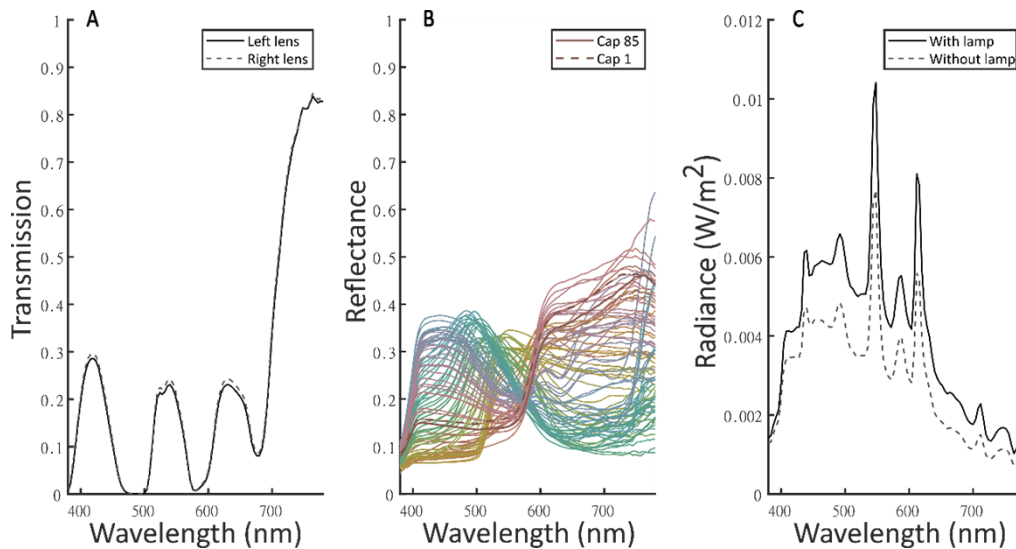 A
Left lens
Right lens
1
0.9
0.8
0.7
0.6
0.5
0.4
0.3
0.2
0.1
0
400
500
600
700
Transmission
Wavelength (nm)
B
Cap 85
Cap 1
1
0.9
0.8
0.7
0.6
0.5
0.4
0.3
0.2
0.1
0
400
500
600
700
Reflectance
Wavelength (nm)
C
With lamp
Without lamp
0.012
0.01
0.008
0.006
0.004
0.002
0
400
500
600
700
Radiance (W/m²)
Wavelength (nm)